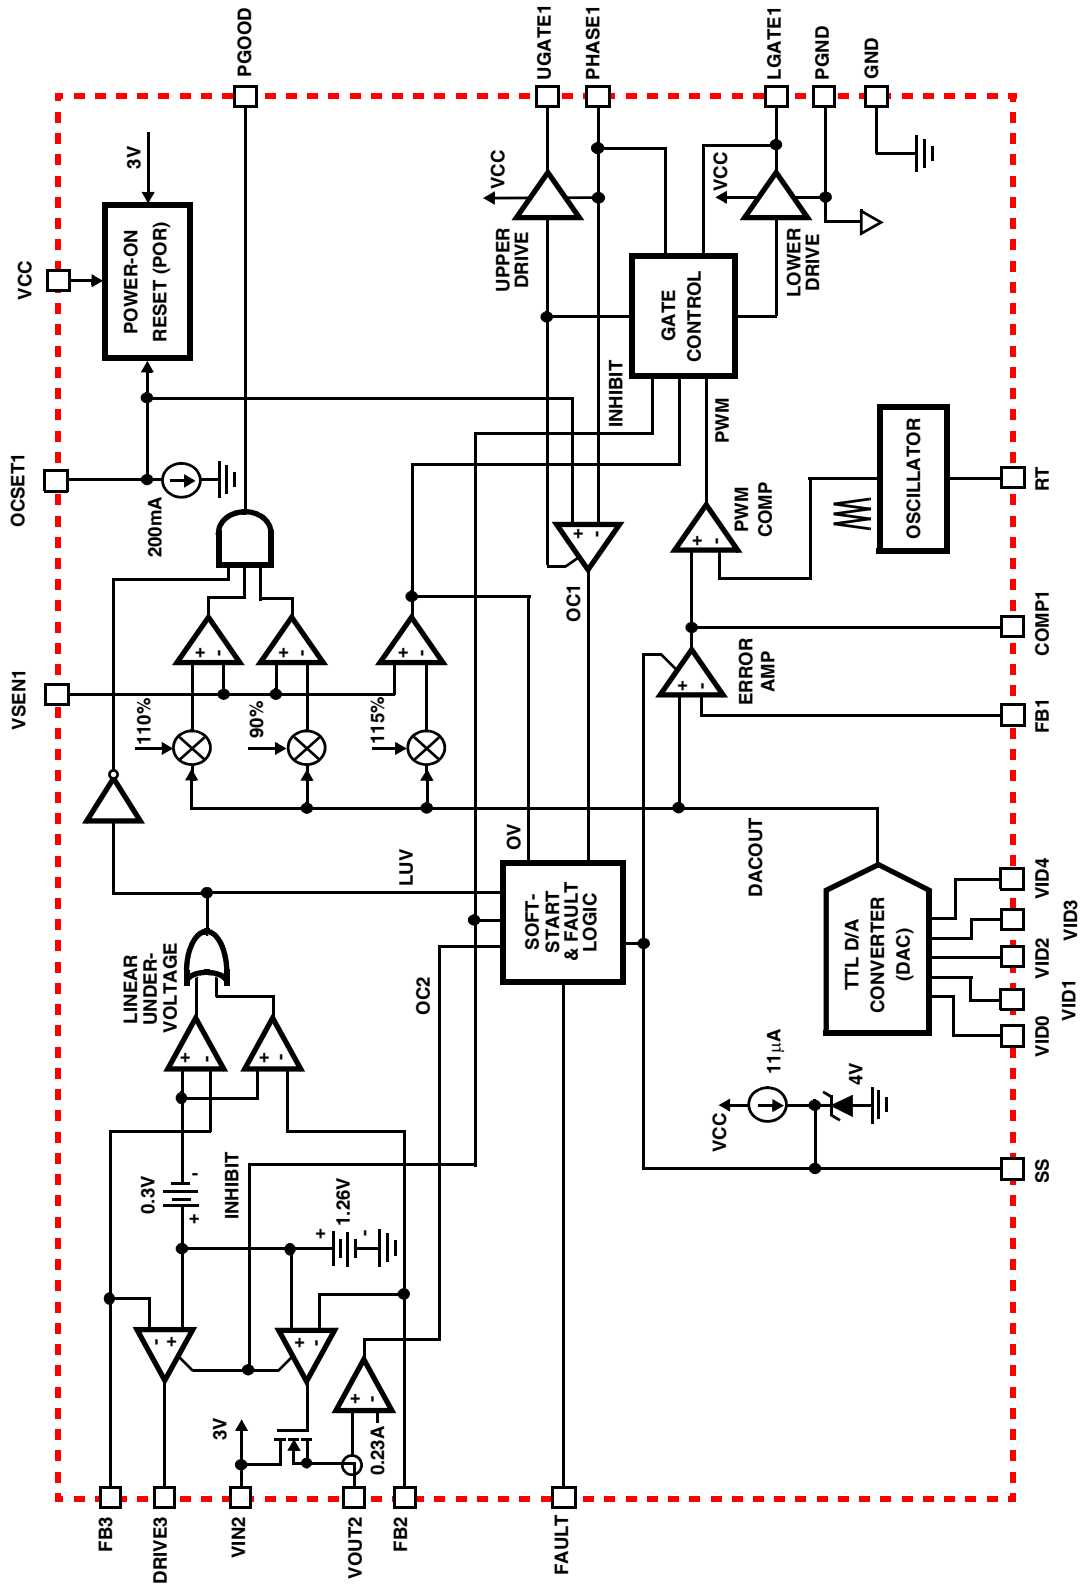 VCC
OCSET1
VSEN1
PGOOD
UGATE1
PHASE1
LGATE1
PGND
GND
RT
COMP1
FB1
VID4
VID3
VID2
VID1
VID0
SS
FB3
DRIVE3
VIN2
VOUT2
FB2
FAULT
3V
POWER-ON
RESET (POR)
200mA
VCC
UPPER
DRIVE
VCC
LOWER
DRIVE
GATE
CONTROL
INHIBIT
PWM
PWM
COMP
+
-
OSCILLATOR
+
-
OC1
+
-
+
-
+
-
110%
90%
115%
ERROR
AMP
+
-
DACOUT
OV
LUV
SOFT-
START
& FAULT
LOGIC
OC2
LINEAR
UNDER-
VOLTAGE
+
-
+
-
TTL D/A
CONVERTER
(DAC)
11µA
VCC
4V
0.3V
-
+
INHIBIT
1.26V
+
-
-
+
+
-
+
-
3V
0.23A